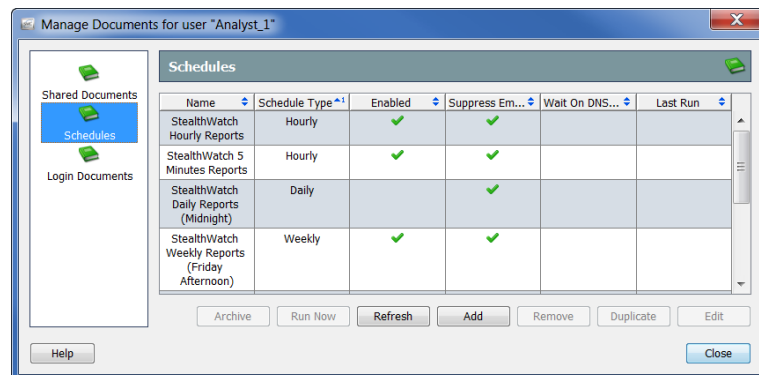 Manage Documents for user "Analyst_1"
Shared Documents
Schedules
Login Documents
Schedules
Name Schedule Type 1 Enabled Suppress Em... Wait On DNS... Last Run
StealthWatch Hourly
Hourly Reports
StealthWatch 5 Hourly
Minutes Reports
StealthWatch Daily
Daily Reports
(Midnight)
StealthWatch Weekly
Weekly Reports
(Friday
Afternoon)
Archive Run Now Refresh Add Remove Duplicate Edit
Help Close